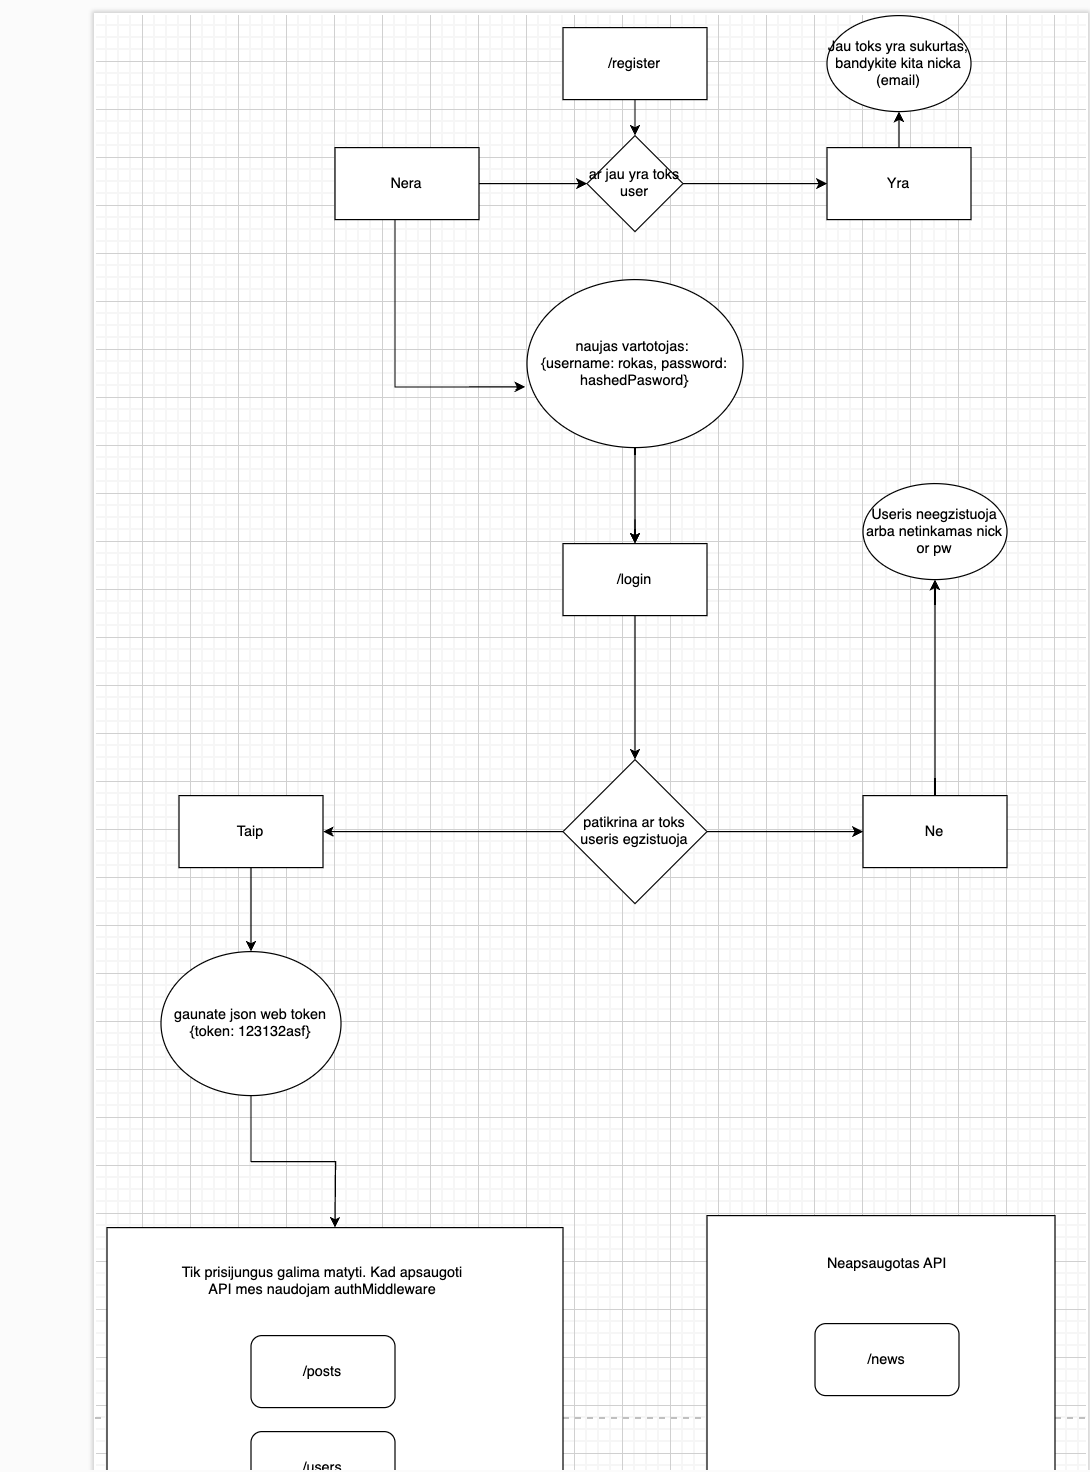 /register
Jau toks yra sukurtas,
bandykite kita nicka
(email)
Nera
ar jau yra toks
user
Yra
naujas vartotojas:
{username: rokas, password:
hashedPasword}
Useris neegzistuoja
arba netinkamas nick
or pw
/login
Taip
patikrina ar toks
useris egzistuoja
Ne
gaunate json web token
{token: 123132asf}
Tik prisijungus galima matyti. Kad apsaugoti
API mes naudojam authMiddleware
Neapsaugotas API
/posts
/news
/users